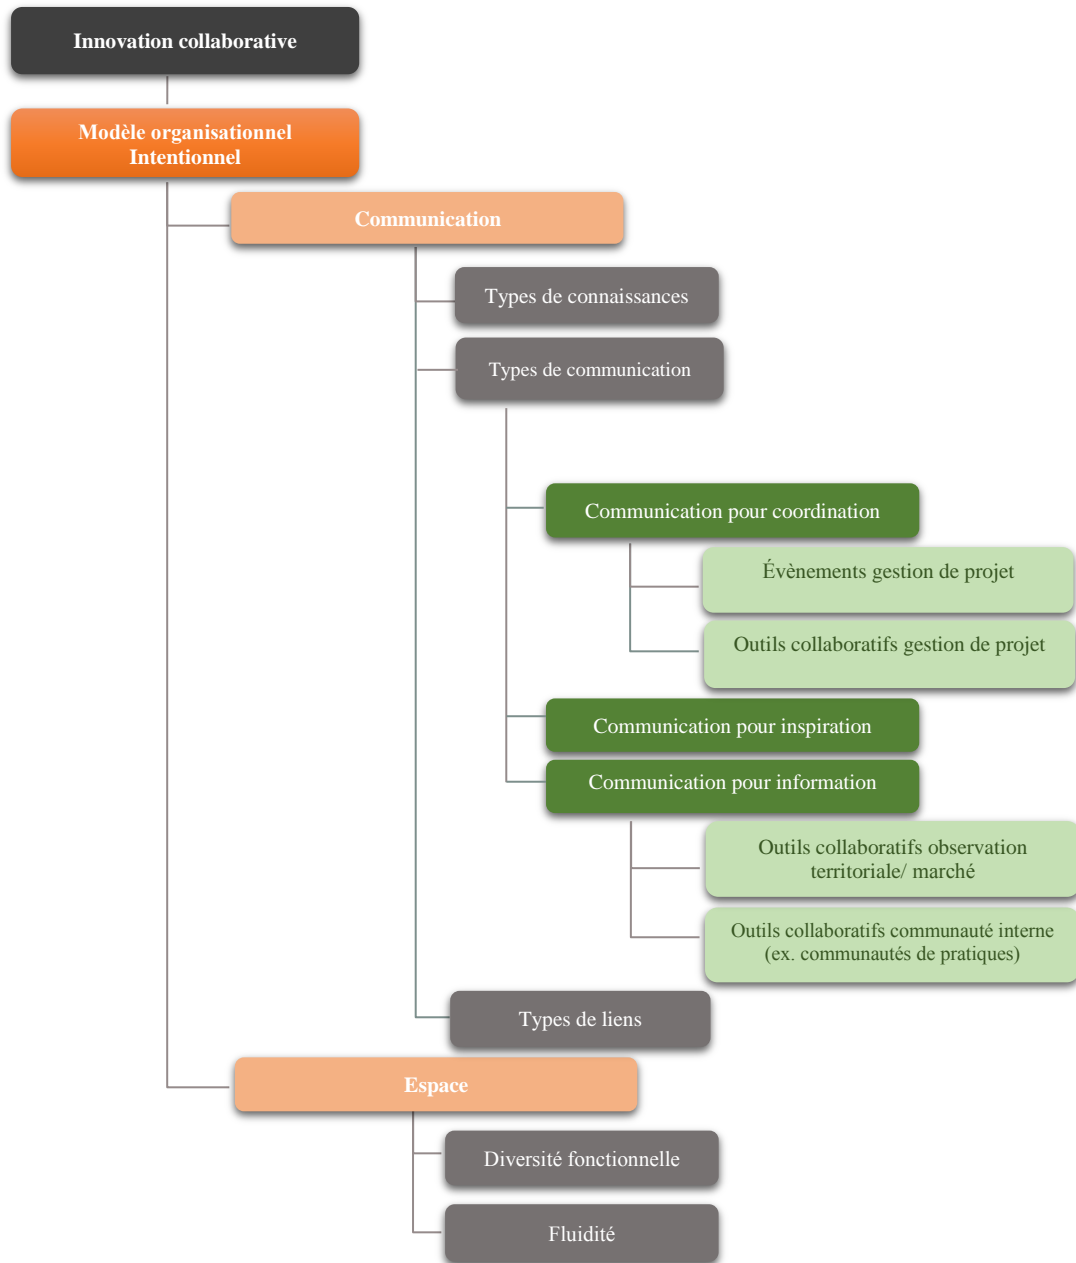 Innovation collaborative
Modèle organisationnel
Intentionnel
Communication
Types de connaissances
Types de communication
Communication pour coordination
Évènements gestion de projet
Outils collaboratifs gestion de projet
Communication pour inspiration
Communication pour information
Outils collaboratifs observation
territoriale/ marché
Outils collaboratifs communauté interne
(ex. communautés de pratiques)
Types de liens
Espace
Diversité fonctionnelle
Fluidité